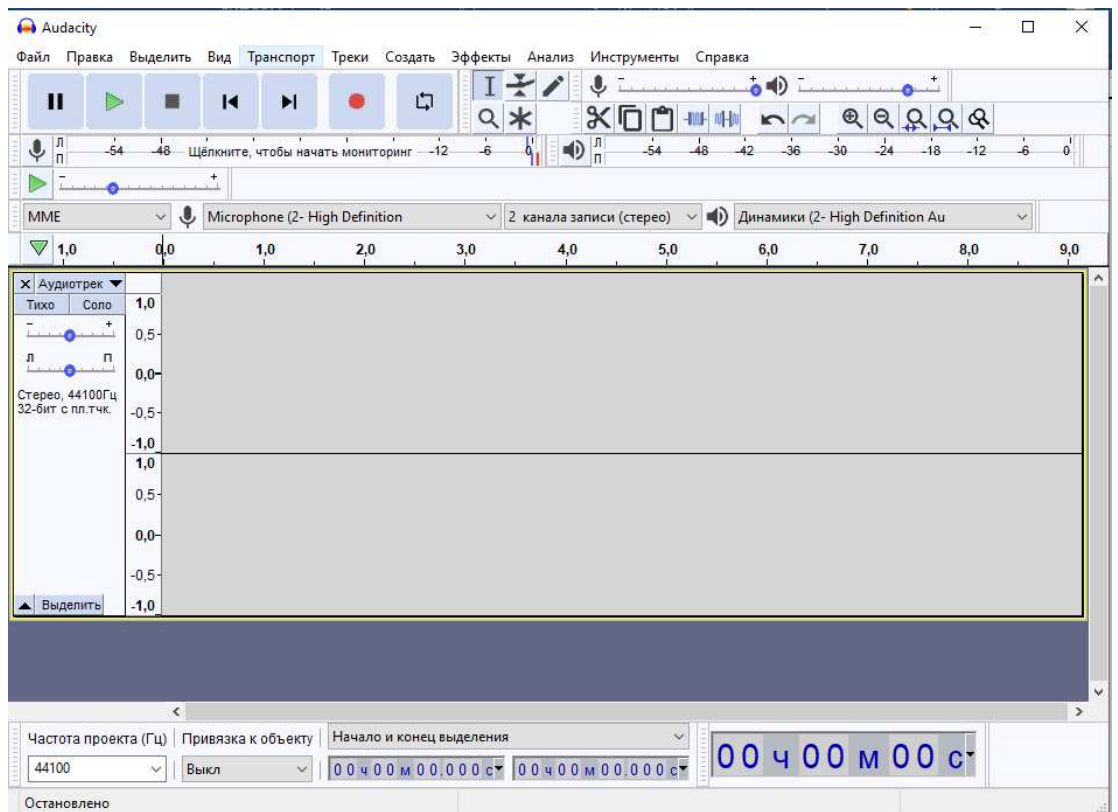 Audacity
Файл Правка Выделить Вид Транспорт Треки Создать Эффекты Анализ Инструменты Справка
- +
- +
Л
П
-54 -48 Щёлкните, чтобы начать мониторинг -12 -6 0
Л
П
-54 -48 -42 -36 -30 -24 -18 -12 -6 0
- +
MME Microphone (2- High Definition 2 канала записи (стерео) Динамики (2- High Definition Au
1,0 0,0 1,0 2,0 3,0 4,0 5,0 6,0 7,0 8,0 9,0
Аудиотрек
Тихо Соло
- +
Л П
Стерео, 44100Гц
32-бит с пл.тчк.
Выделить
1,0
0,5
0,0
-0,5
-1,0
1,0
0,5
0,0
-0,5
-1,0
Частота проекта (Гц) Привязка к объекту Начало и конец выделения
44100 Выкл 00 ч 00 м 00.000 с 00 ч 00 м 00.000 с
00 ч 00 м 00 с
Остановлено